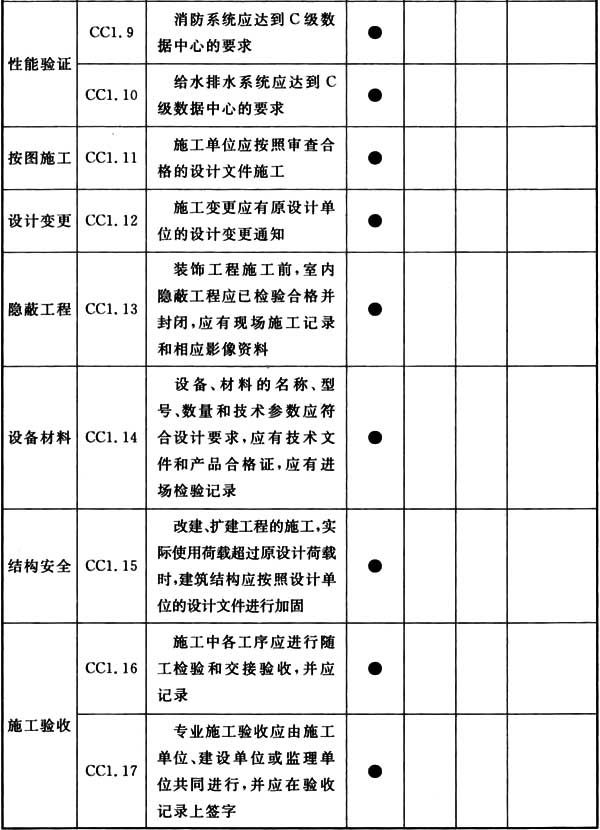 性能验证
CC1.9
消防系统应达到C级数
据中心的要求
●
CC1.10
给水排水系统应达到C
级数据中心的要求
●
按图施工
CC1.11
施工单位应按照审查合
格的设计文件施工
●
设计变更
CC1.12
施工变更应有原设计单
位的设计变更通知
●
隐蔽工程
CC1.13
装饰工程施工前,室内
隐蔽工程应已检验合格并
封闭,应有现场施工记录
和相应影像资料
●
设备材料
CC1.14
设备、材料的名称、型
号、数量和技术参数应符
合设计要求,应有技术文
件和产品合格证,应有进
场检验记录
●
结构安全
CC1.15
改建、扩建工程的施工,实
际使用荷载超过原设计荷载
时,建筑结构应按照设计单
位的设计文件进行加固
●
施工验收
CC1.16
施工中各工序应进行随
工检验和交接验收,并应
记录
●
CC1.17
专业施工验收应由施工
单位、建设单位或监理单
位共同进行,并应在验收
记录上签字
●